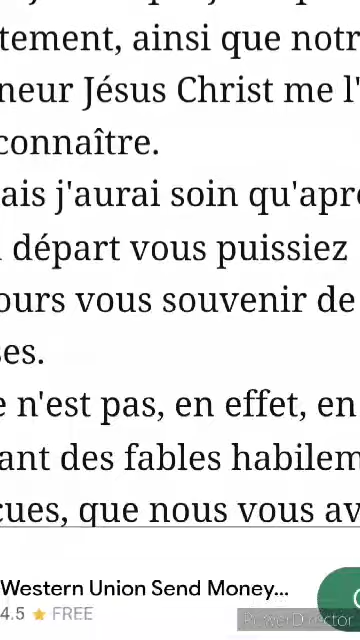 tement, ainsi que notr
neur Jésus Christ me l'
connaître.
ais j'aurai soin qu'apr
départ vous puissiez
ours vous souvenir de
es.
e n'est pas, en effet, en
ant des fables habilem
ues, que nous vous av
Western Union Send Money...
4.5 FREE
PowerDirector